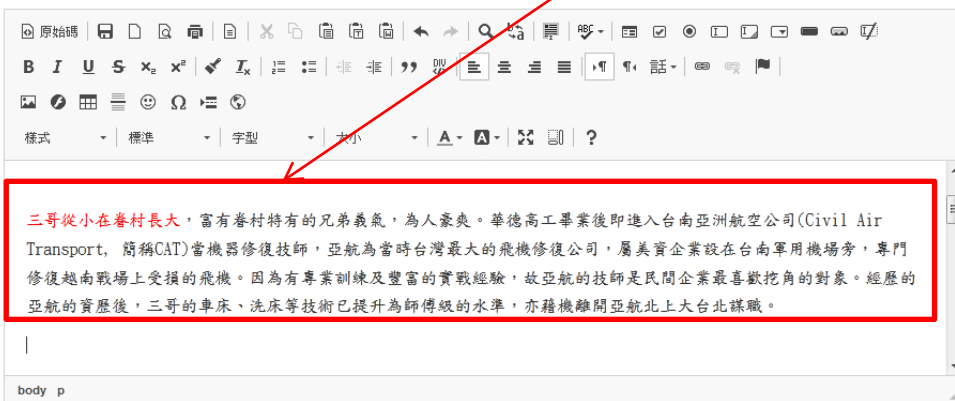 原始碼
ABC
B I U S x₂ x² Iₓ DIV 話
Ω
樣式 標準 字型 大小 A A ?
三哥從小在眷村長大,富有眷村特有的兄弟義氣,為人豪爽。華德高工畢業後即進入台南亞洲航空公司(Civil Air
Transport, 簡稱CAT)當機器修復技師,亞航為當時台灣最大的飛機修復公司,屬美資企業設在台南軍用機場旁,專門
修復越南戰場上受損的飛機。因為有專業訓練及豐富的實戰經驗,故亞航的技師是民間企業最喜歡挖角的對象。經歷的
亞航的資歷後,三哥的車床、洗床等技術已提升為師傅級的水準,亦藉機離開亞航北上大台北謀職。
body p